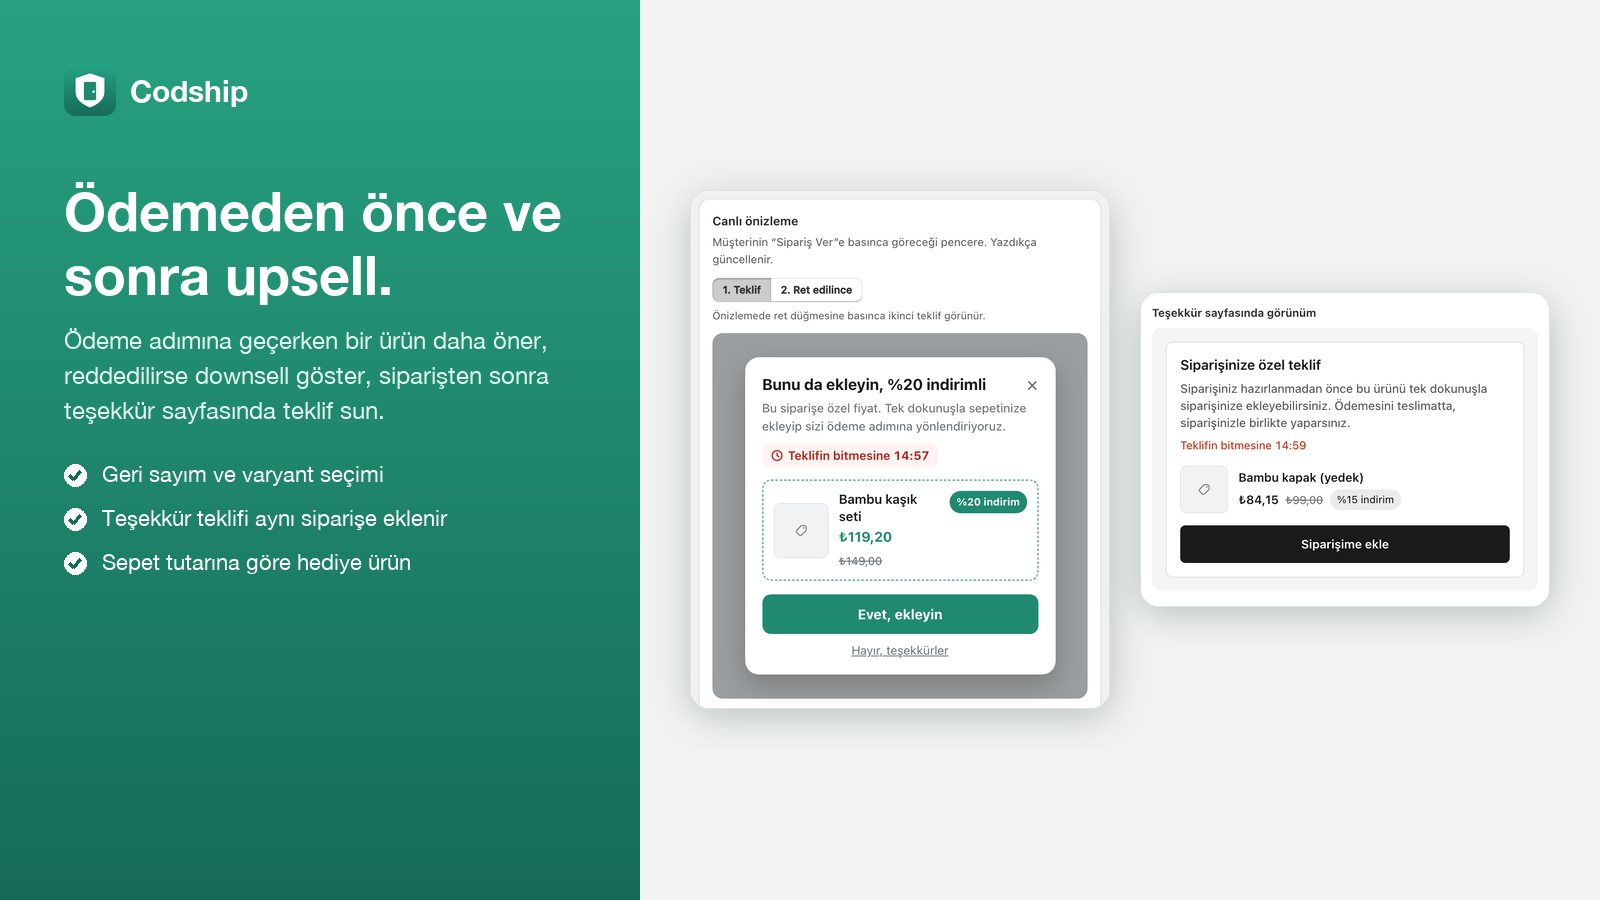 Codship
Ödemeden önce ve
sonra upsell.
Ödeme adımına geçerken bir ürün daha öner,
reddedilirse downsell göster, siparişten sonra
teşekkür sayfasında teklif sun.
Geri sayım ve varyant seçimi
Teşekkür teklifi aynı siparişe eklenir
Sepet tutarına göre hediye ürün
Canlı önizleme
Müşterinin “Sipariş Ver”e basınca göreceği pencere. Yazdıkça
güncellenir.
1. Teklif 2. Ret edilince
Önizlemede ret düğmesine basınca ikinci teklif görünür.
Bunu da ekleyin, %20 indirimli
Bu siparişe özel fiyat. Tek dokunuşla sepetinize
ekleyip sizi ödeme adımına yönlendiriyoruz.
Teklifin bitmesine 14:57
Bambu kaşık
seti
%20 indirim
₺119,20
₺149,00
Evet, ekleyin
Hayır, teşekkürler
Teşekkür sayfasında görünüm
Siparişinize özel teklif
Siparişiniz hazırlanmadan önce bu ürünü tek dokunuşla
siparişinize ekleyebilirsiniz. Ödemesini teslimatta,
siparişinizle birlikte yaparsınız.
Teklifin bitmesine 14:59
Bambu kapak (yedek)
₺84,15 ₺99,00 %15 indirim
Siparişime ekle